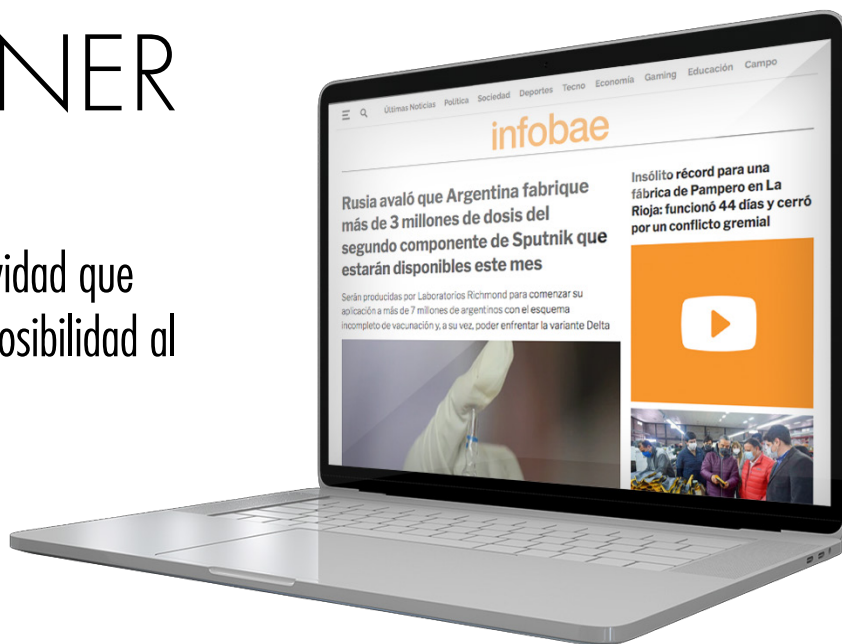 NER
vidad que
osibilidad al
Últimas Noticias Política Sociedad Deportes Tecno Economía Gaming Educación Campo
infobae
Rusia avaló que Argentina fabrique
más de 3 millones de dosis del
segundo componente de Sputnik que
estarán disponibles este mes
Serán producidas por Laboratorios Richmond para comenzar su
aplicación a más de 7 millones de argentinos con el esquema
incompleto de vacunación y, a su vez, poder enfrentar la variante Delta
Insólito récord para una
fábrica de Pampero en La
Rioja: funcionó 44 días y cerró
por un conflicto gremial